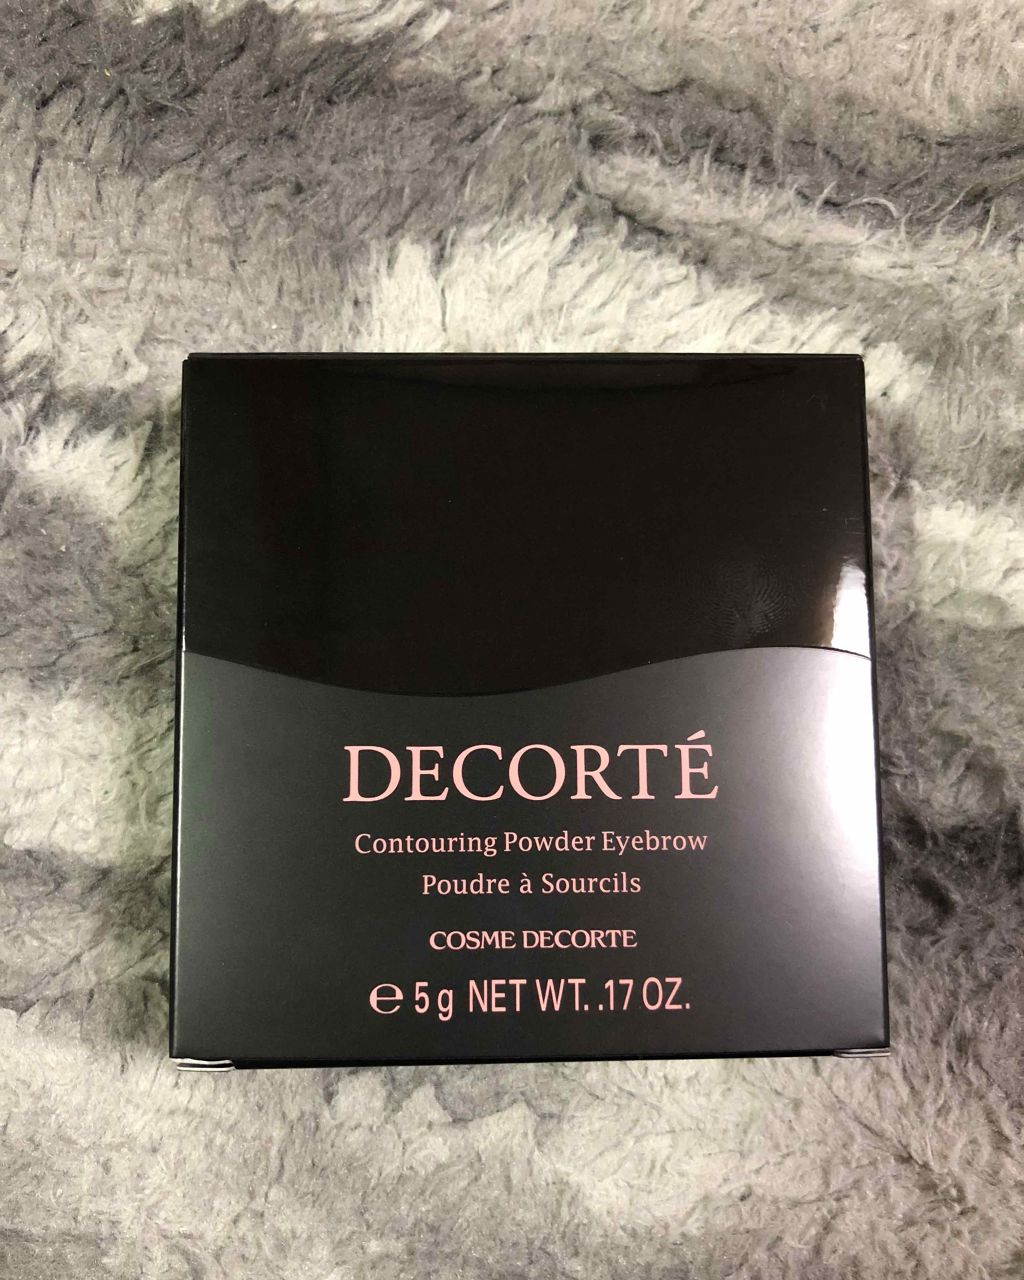 DECORTÉ
Contouring Powder Eyebrow
Poudre à Sourcils
COSME DECORTE
℮ 5 g NET WT. .17 OZ.